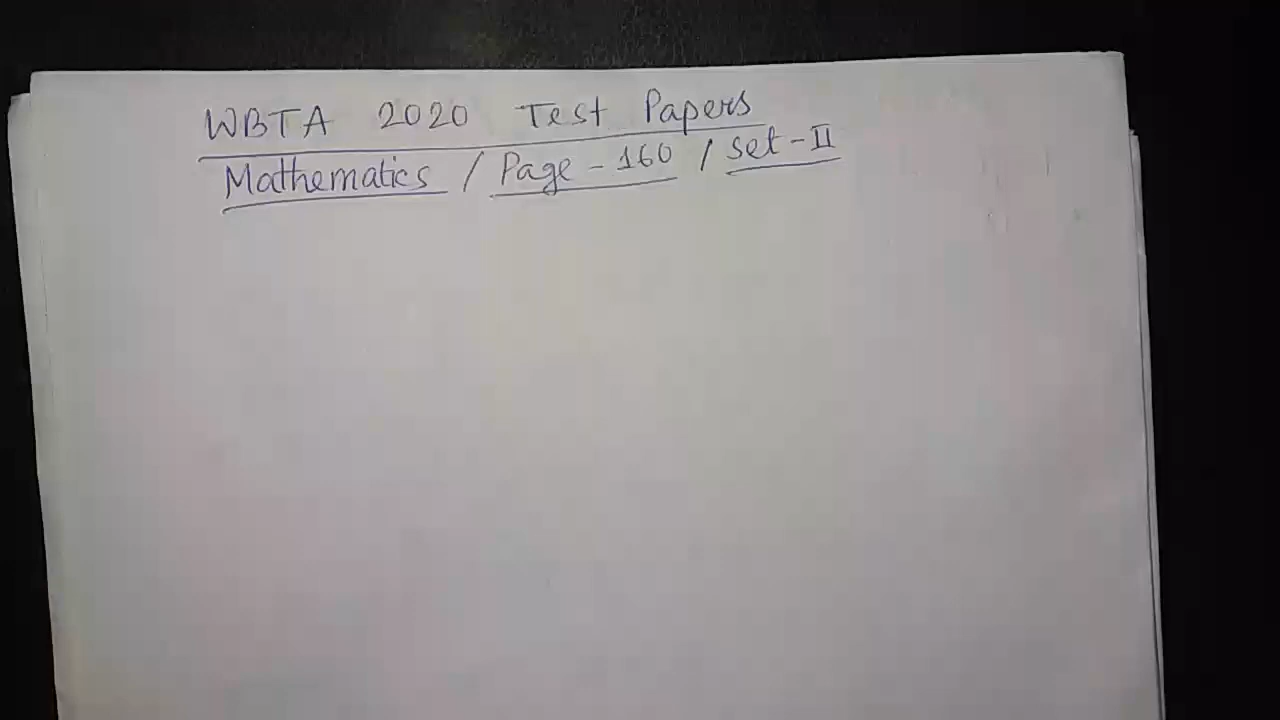 WBTA 2020 Test Papers
Mathematics / Page - 160 / Set - II